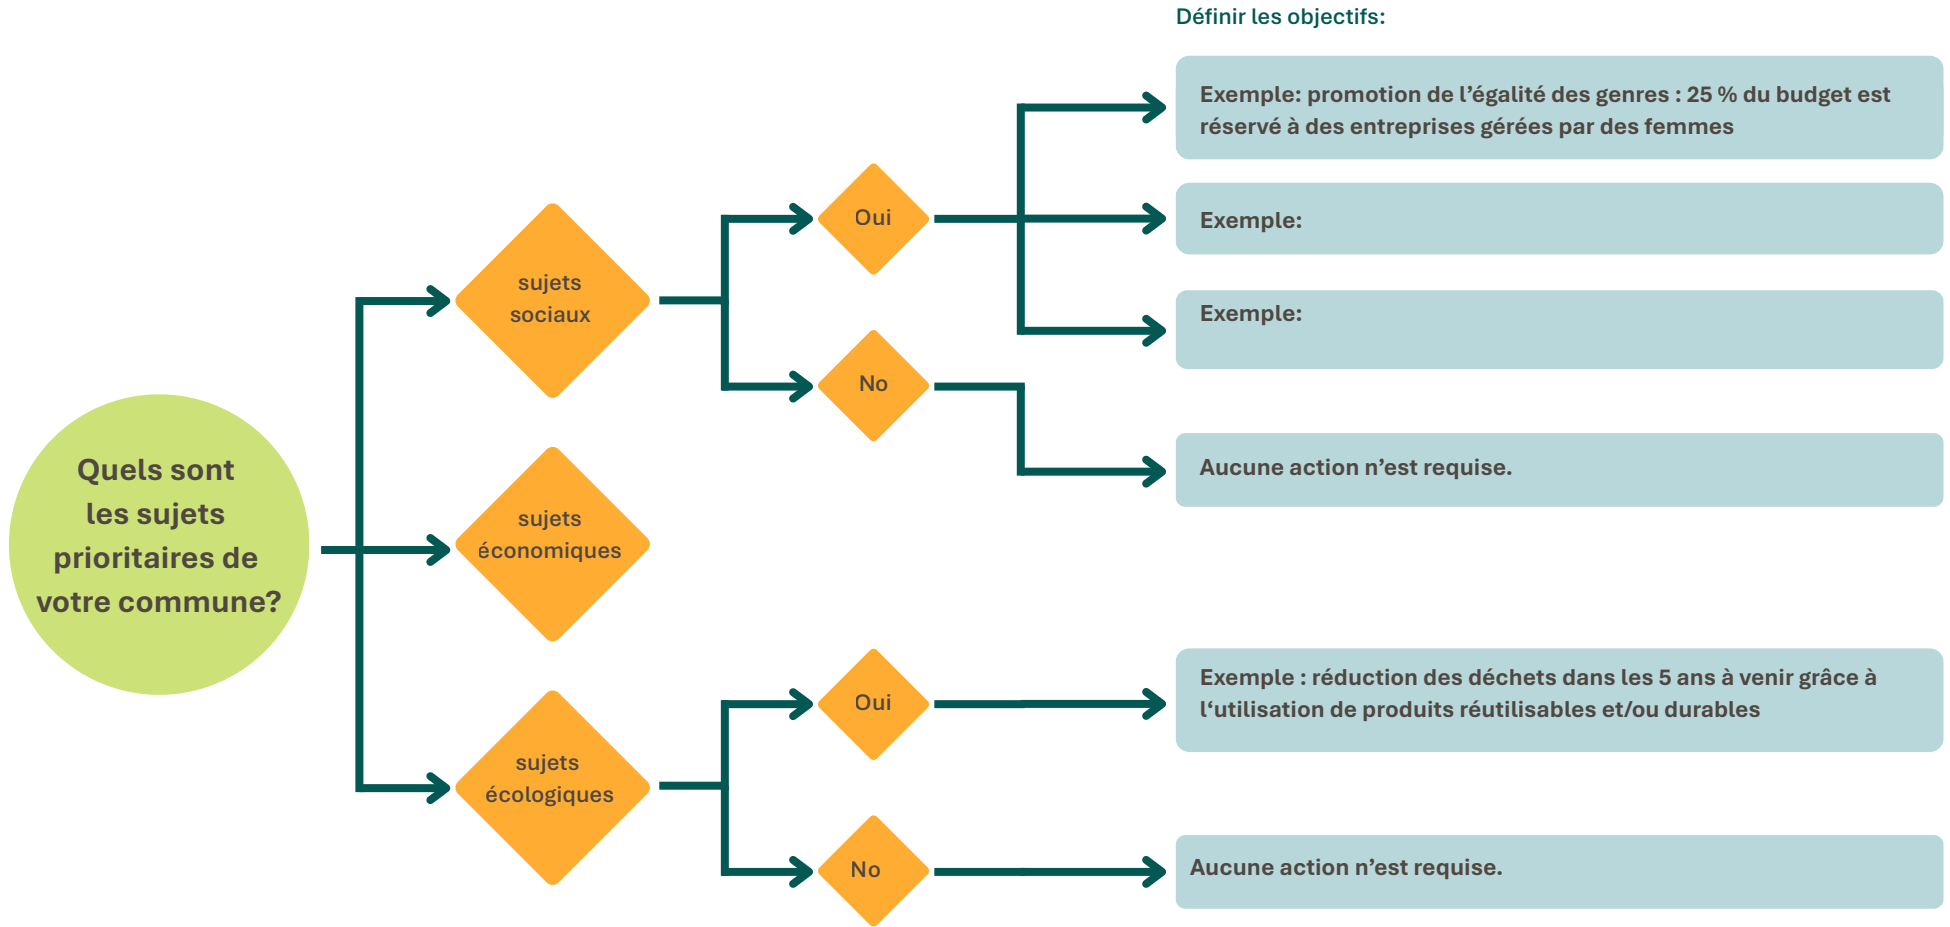 Définir les objectifs:
Exemple: promotion de l’égalité des genres : 25 % du budget est
réservé à des entreprises gérées par des femmes
Oui
Exemple:
sujets
sociaux
Exemple:
No
Aucune action n’est requise.
Quels sont
les sujets
prioritaires de
votre commune?
sujets
économiques
Oui
Exemple : réduction des déchets dans les 5 ans à venir grâce à
l‘utilisation de produits réutilisables et/ou durables
sujets
écologiques
No
Aucune action n’est requise.